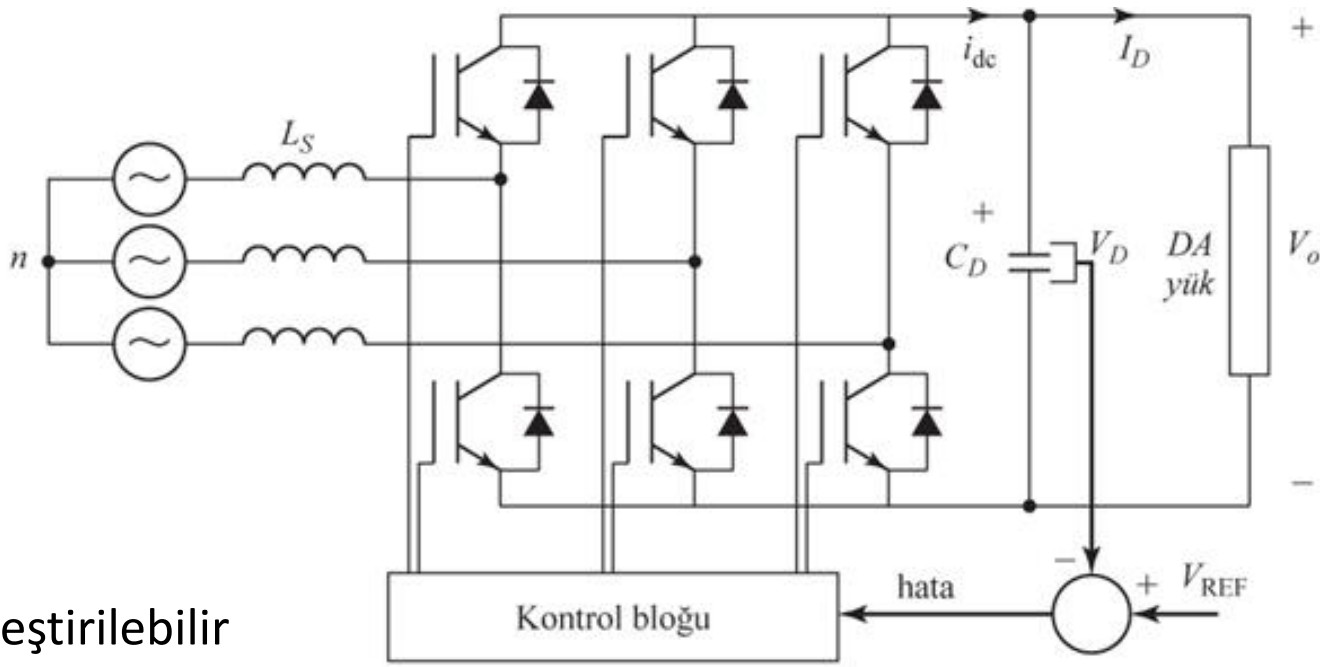 i_dc
I_D
+
L_S
n
+
C_D
V_D
DA
yük
V_o
−
− 
hata
+
V_REF
Kontrol bloğu
eştirilebilir